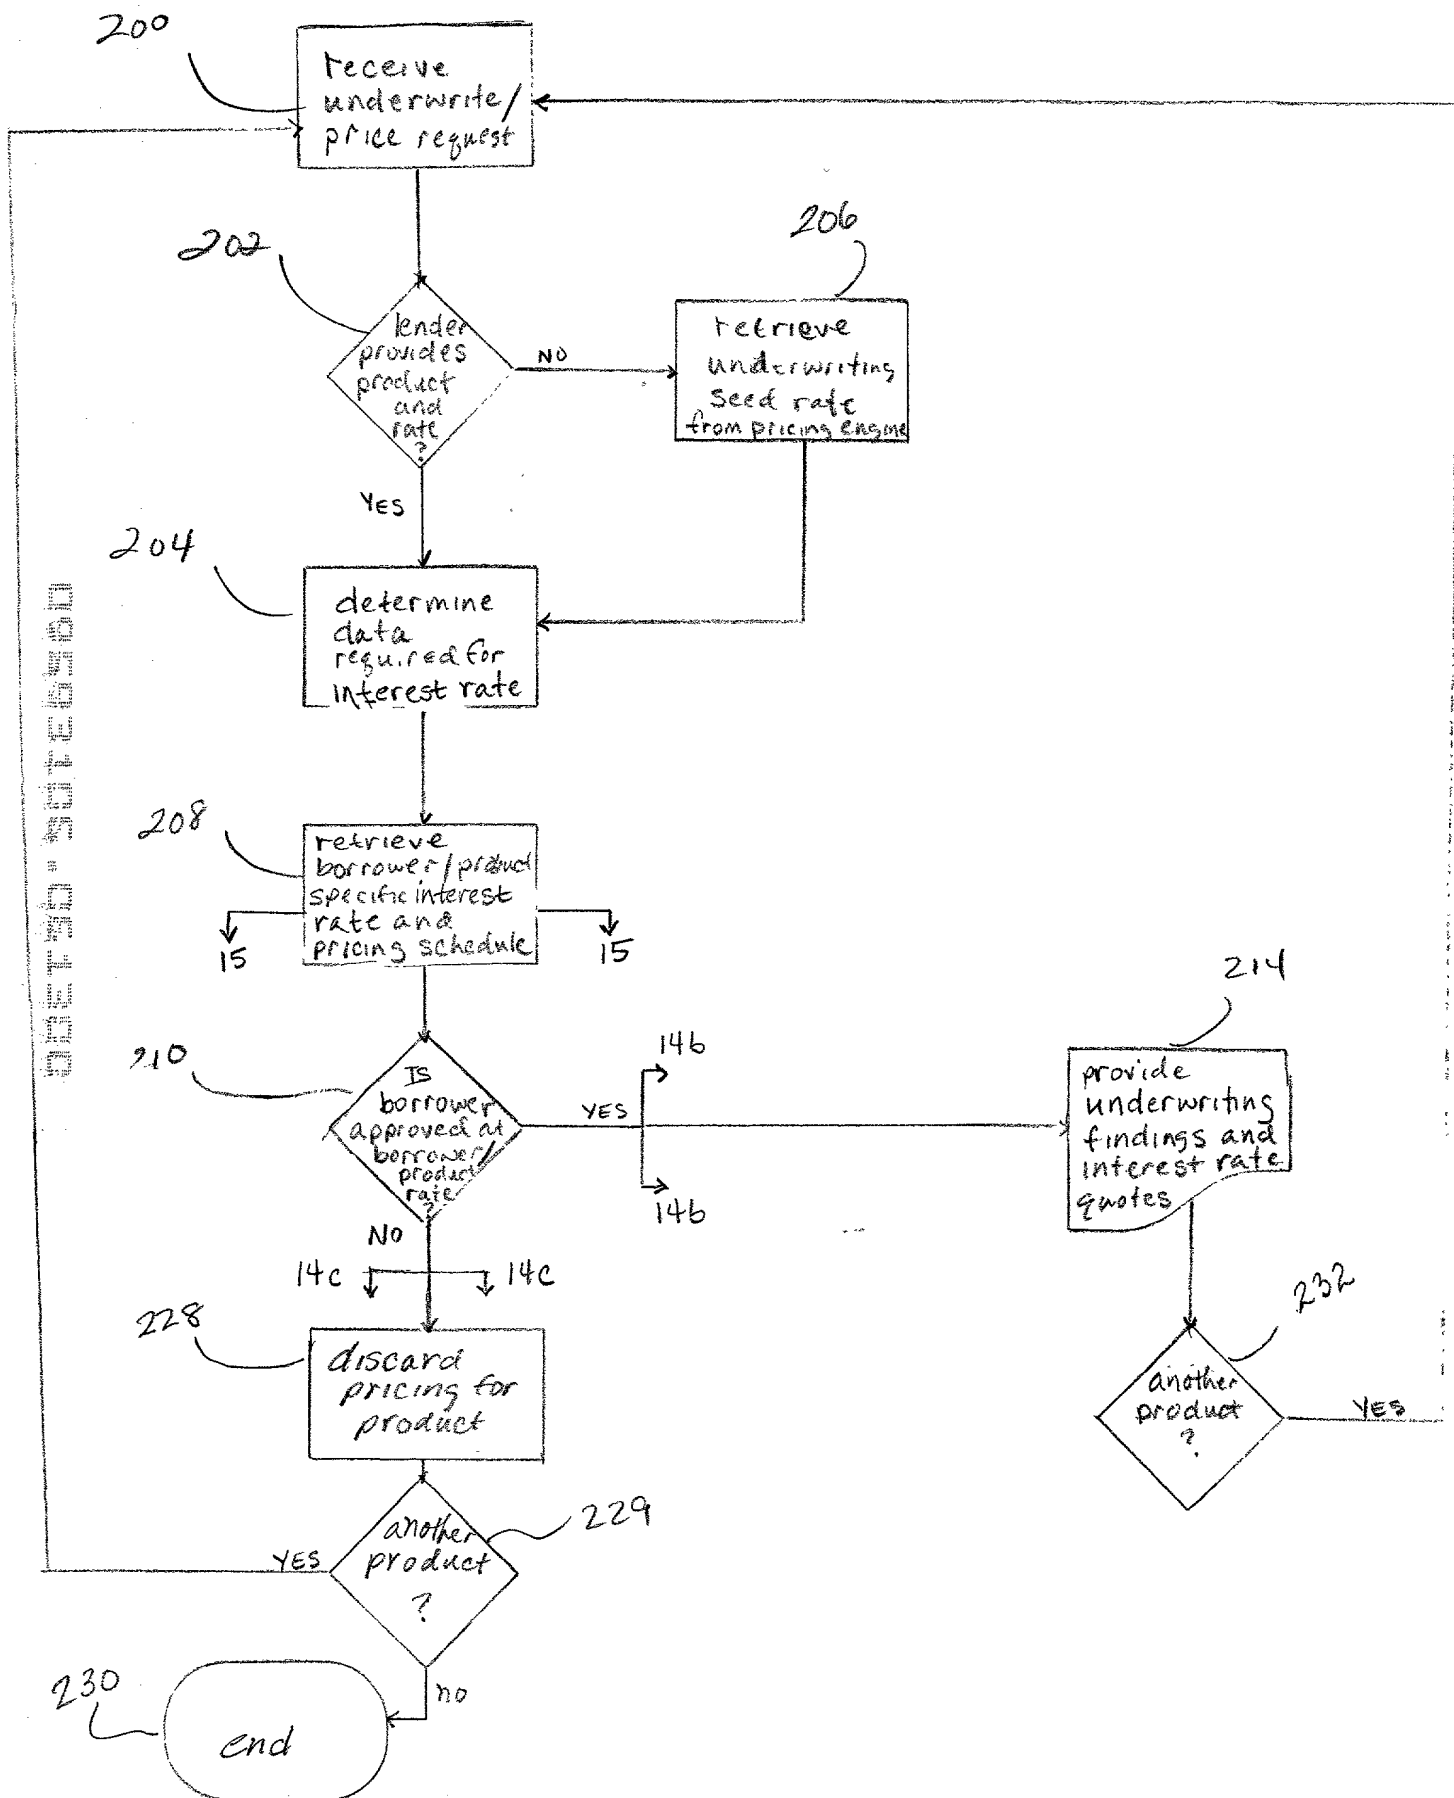 200
receive
underwrite/
price request
202
lender
provides
product
and
rate
?
NO
206
retrieve
underwriting
seed rate
from pricing engine
YES
204
determine
data
required for
interest rate
208
retrieve
borrower/product
specific interest
rate and
pricing schedule
15
15
210
IS
borrower
approved at
borrower/
product
rate
?
YES
14b
14b
214
provide
underwriting
findings and
interest rate
quotes
NO
14c
14c
228
discard
pricing for
product
232
another
product
?
YES
229
another
product
?
YES
no
230
end